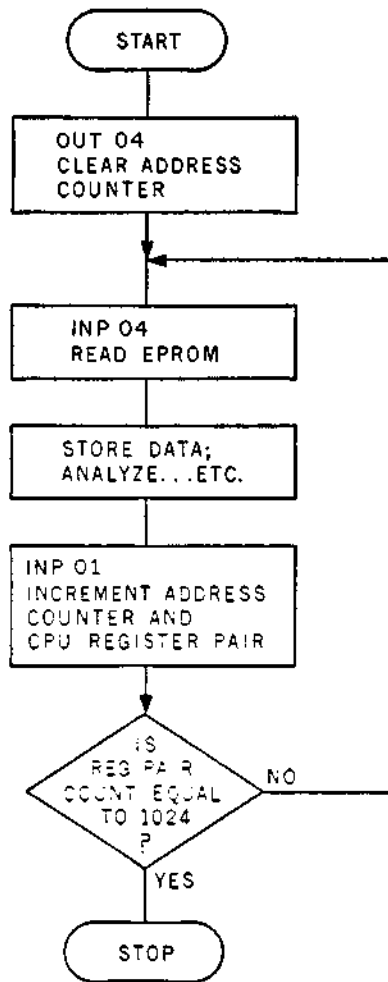 START
OUT 04
CLEAR ADDRESS
COUNTER
INP 04
READ EPROM
STORE DATA;
ANALYZE...ETC.
INP 01
INCREMENT ADDRESS
COUNTER AND
CPU REGISTER PAIR
IS
REG PAIR
COUNT EQUAL
TO 1024
?
NO
YES
STOP